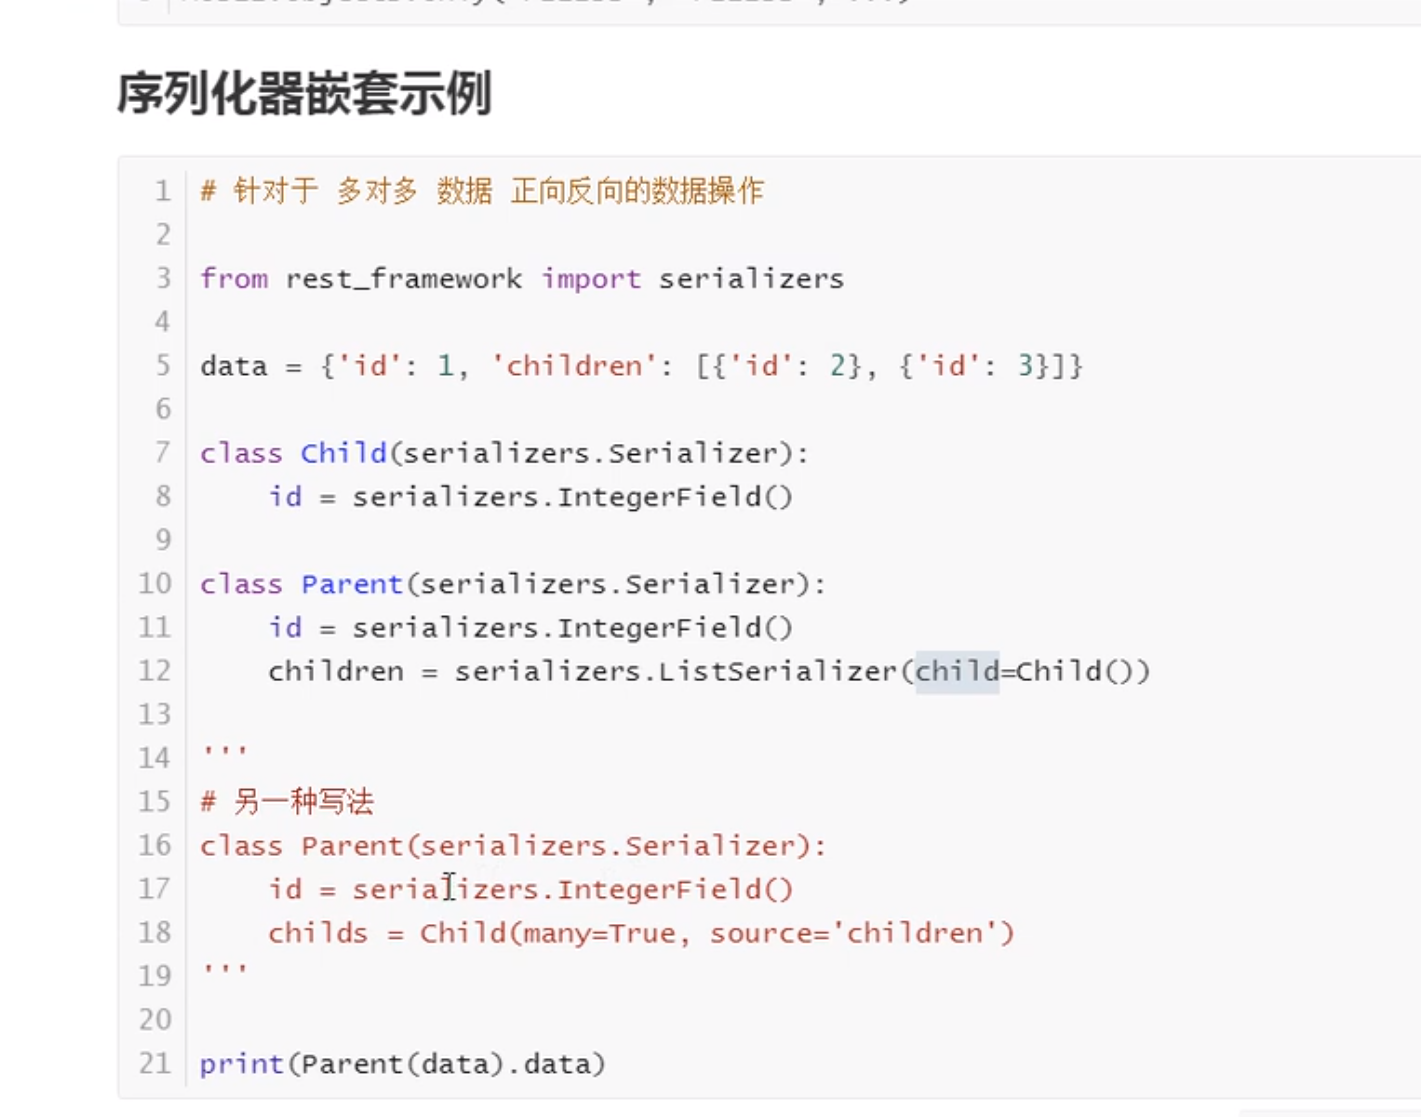 序列化器嵌套示例
1 # 针对于 多对多 数据 正向反向的数据操作
2
3 from rest_framework import serializers
4
5 data = {'id': 1, 'children': [{'id': 2}, {'id': 3}]}
6
7 class Child(serializers.Serializer):
8     id = serializers.IntegerField()
9
10 class Parent(serializers.Serializer):
11     id = serializers.IntegerField()
12     children = serializers.ListSerializer(child=Child())
13
14 '''
15 # 另一种写法
16 class Parent(serializers.Serializer):
17     id = serializers.IntegerField()
18     childs = Child(many=True, source='children')
19 '''
20
21 print(Parent(data).data)